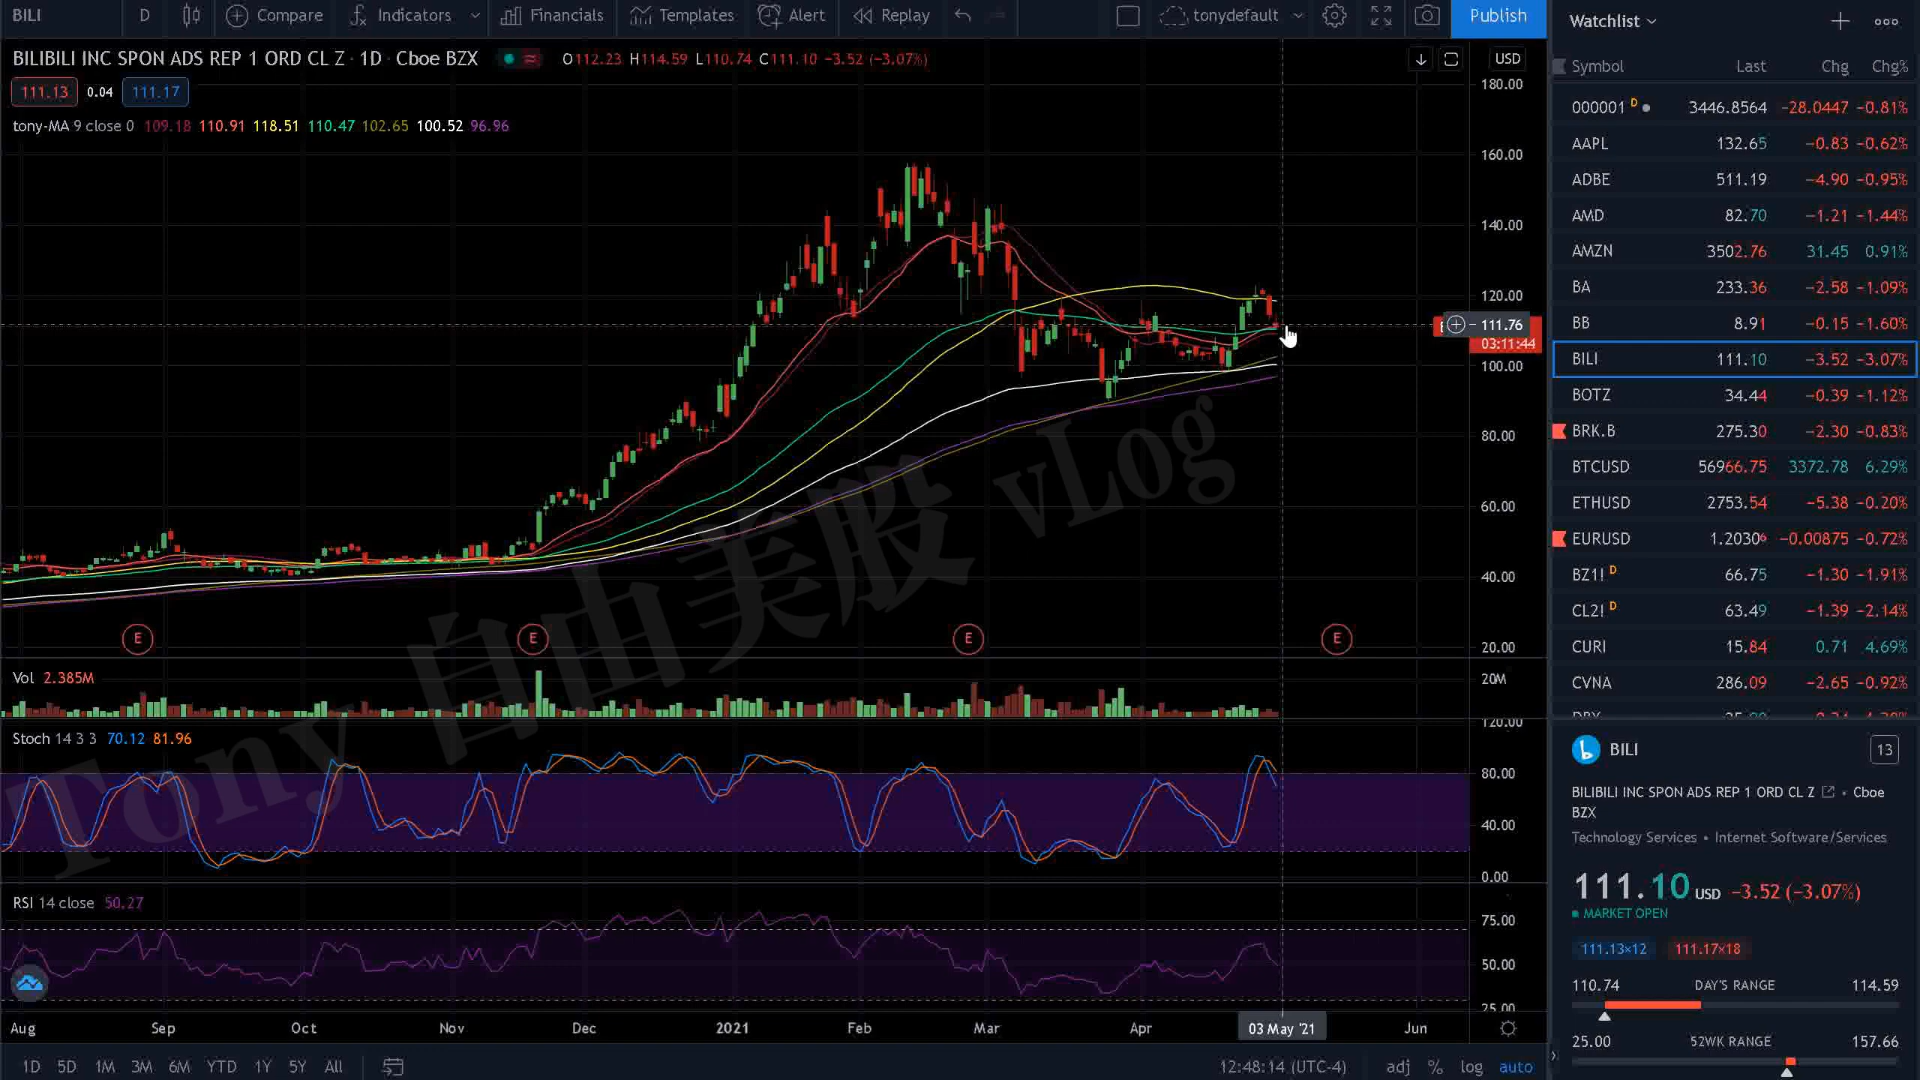 BILI D Compare Indicators Financials Templates Alert Replay tonydefault Publish
BILIBILI INC SPON ADS REP 1 ORD CL Z · 1D · Cboe BZX O112.23 H114.59 L110.74 C111.10 −3.52 (−3.07%)
111.13 0.04 111.17
tony-MA 9 close 0 109.18 110.91 118.51 110.47 102.65 100.52 96.96
USD
180.00
160.00
140.00
120.00
111.76
03:11:44
100.00
80.00
60.00
40.00
20.00
E E E E
Vol 2.385M
20M
Stoch 14 3 3 70.12 81.96
120.00
80.00
40.00
0.00
RSI 14 close 50.27
75.00
50.00
25.00
Aug Sep Oct Nov Dec 2021 Feb Mar Apr 03 May '21 Jun
1D 5D 1M 3M 6M YTD 1Y 5Y All 12:48:14 (UTC-4) adj % log auto
Tony 自由美股 vLog
Watchlist
Symbol Last Chg Chg%
000001 D 3446.8564 −28.0447 −0.81%
AAPL 132.65 −0.83 −0.62%
ADBE 511.19 −4.90 −0.95%
AMD 82.70 −1.21 −1.44%
AMZN 3502.76 31.45 0.91%
BA 233.36 −2.58 −1.09%
BB 8.91 −0.15 −1.60%
BILI 111.10 −3.52 −3.07%
BOTZ 34.44 −0.39 −1.12%
BRK.B 275.30 −2.30 −0.83%
BTCUSD 56966.75 3372.78 6.29%
ETHUSD 2753.54 −5.38 −0.20%
EURUSD 1.20306 −0.00875 −0.72%
BZ1! D 66.75 −1.30 −1.91%
CL2! D 63.49 −1.39 −2.14%
CURI 15.84 0.71 4.69%
CVNA 286.09 −2.65 −0.92%
BILI 13
BILIBILI INC SPON ADS REP 1 ORD CL Z • Cboe
BZX
Technology Services • Internet Software/Services
111.10 USD −3.52 (−3.07%)
MARKET OPEN
111.13×12 111.17×18
110.74 DAY'S RANGE 114.59
25.00 52WK RANGE 157.66